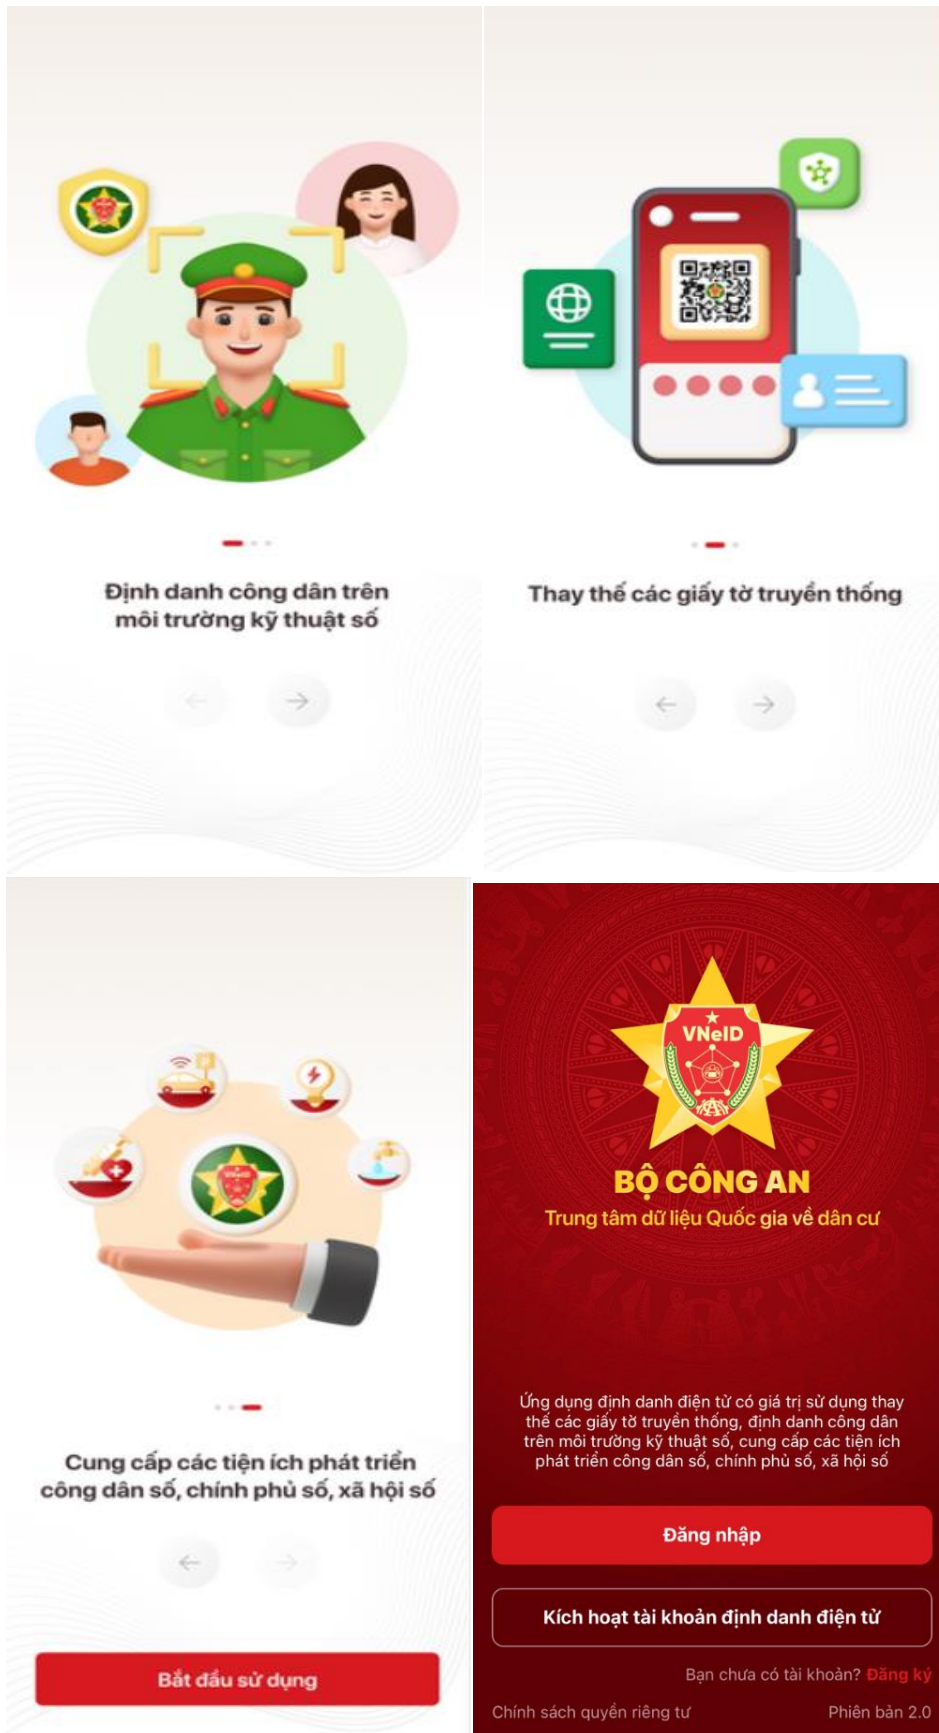 Định danh công dân trên
môi trường kỹ thuật số
Thay thế các giấy tờ truyền thống
VNeID
Cung cấp các tiện ích phát triển
công dân số, chính phủ số, xã hội số
Bắt đầu sử dụng
VNeID
BỘ CÔNG AN
Trung tâm dữ liệu Quốc gia về dân cư
Ứng dụng định danh điện tử có giá trị sử dụng thay
thế các giấy tờ truyền thống, định danh công dân
trên môi trường kỹ thuật số, cung cấp các tiện ích
phát triển công dân số, chính phủ số, xã hội số
Đăng nhập
Kích hoạt tài khoản định danh điện tử
Bạn chưa có tài khoản? Đăng ký
Chính sách quyền riêng tư
Phiên bản 2.0